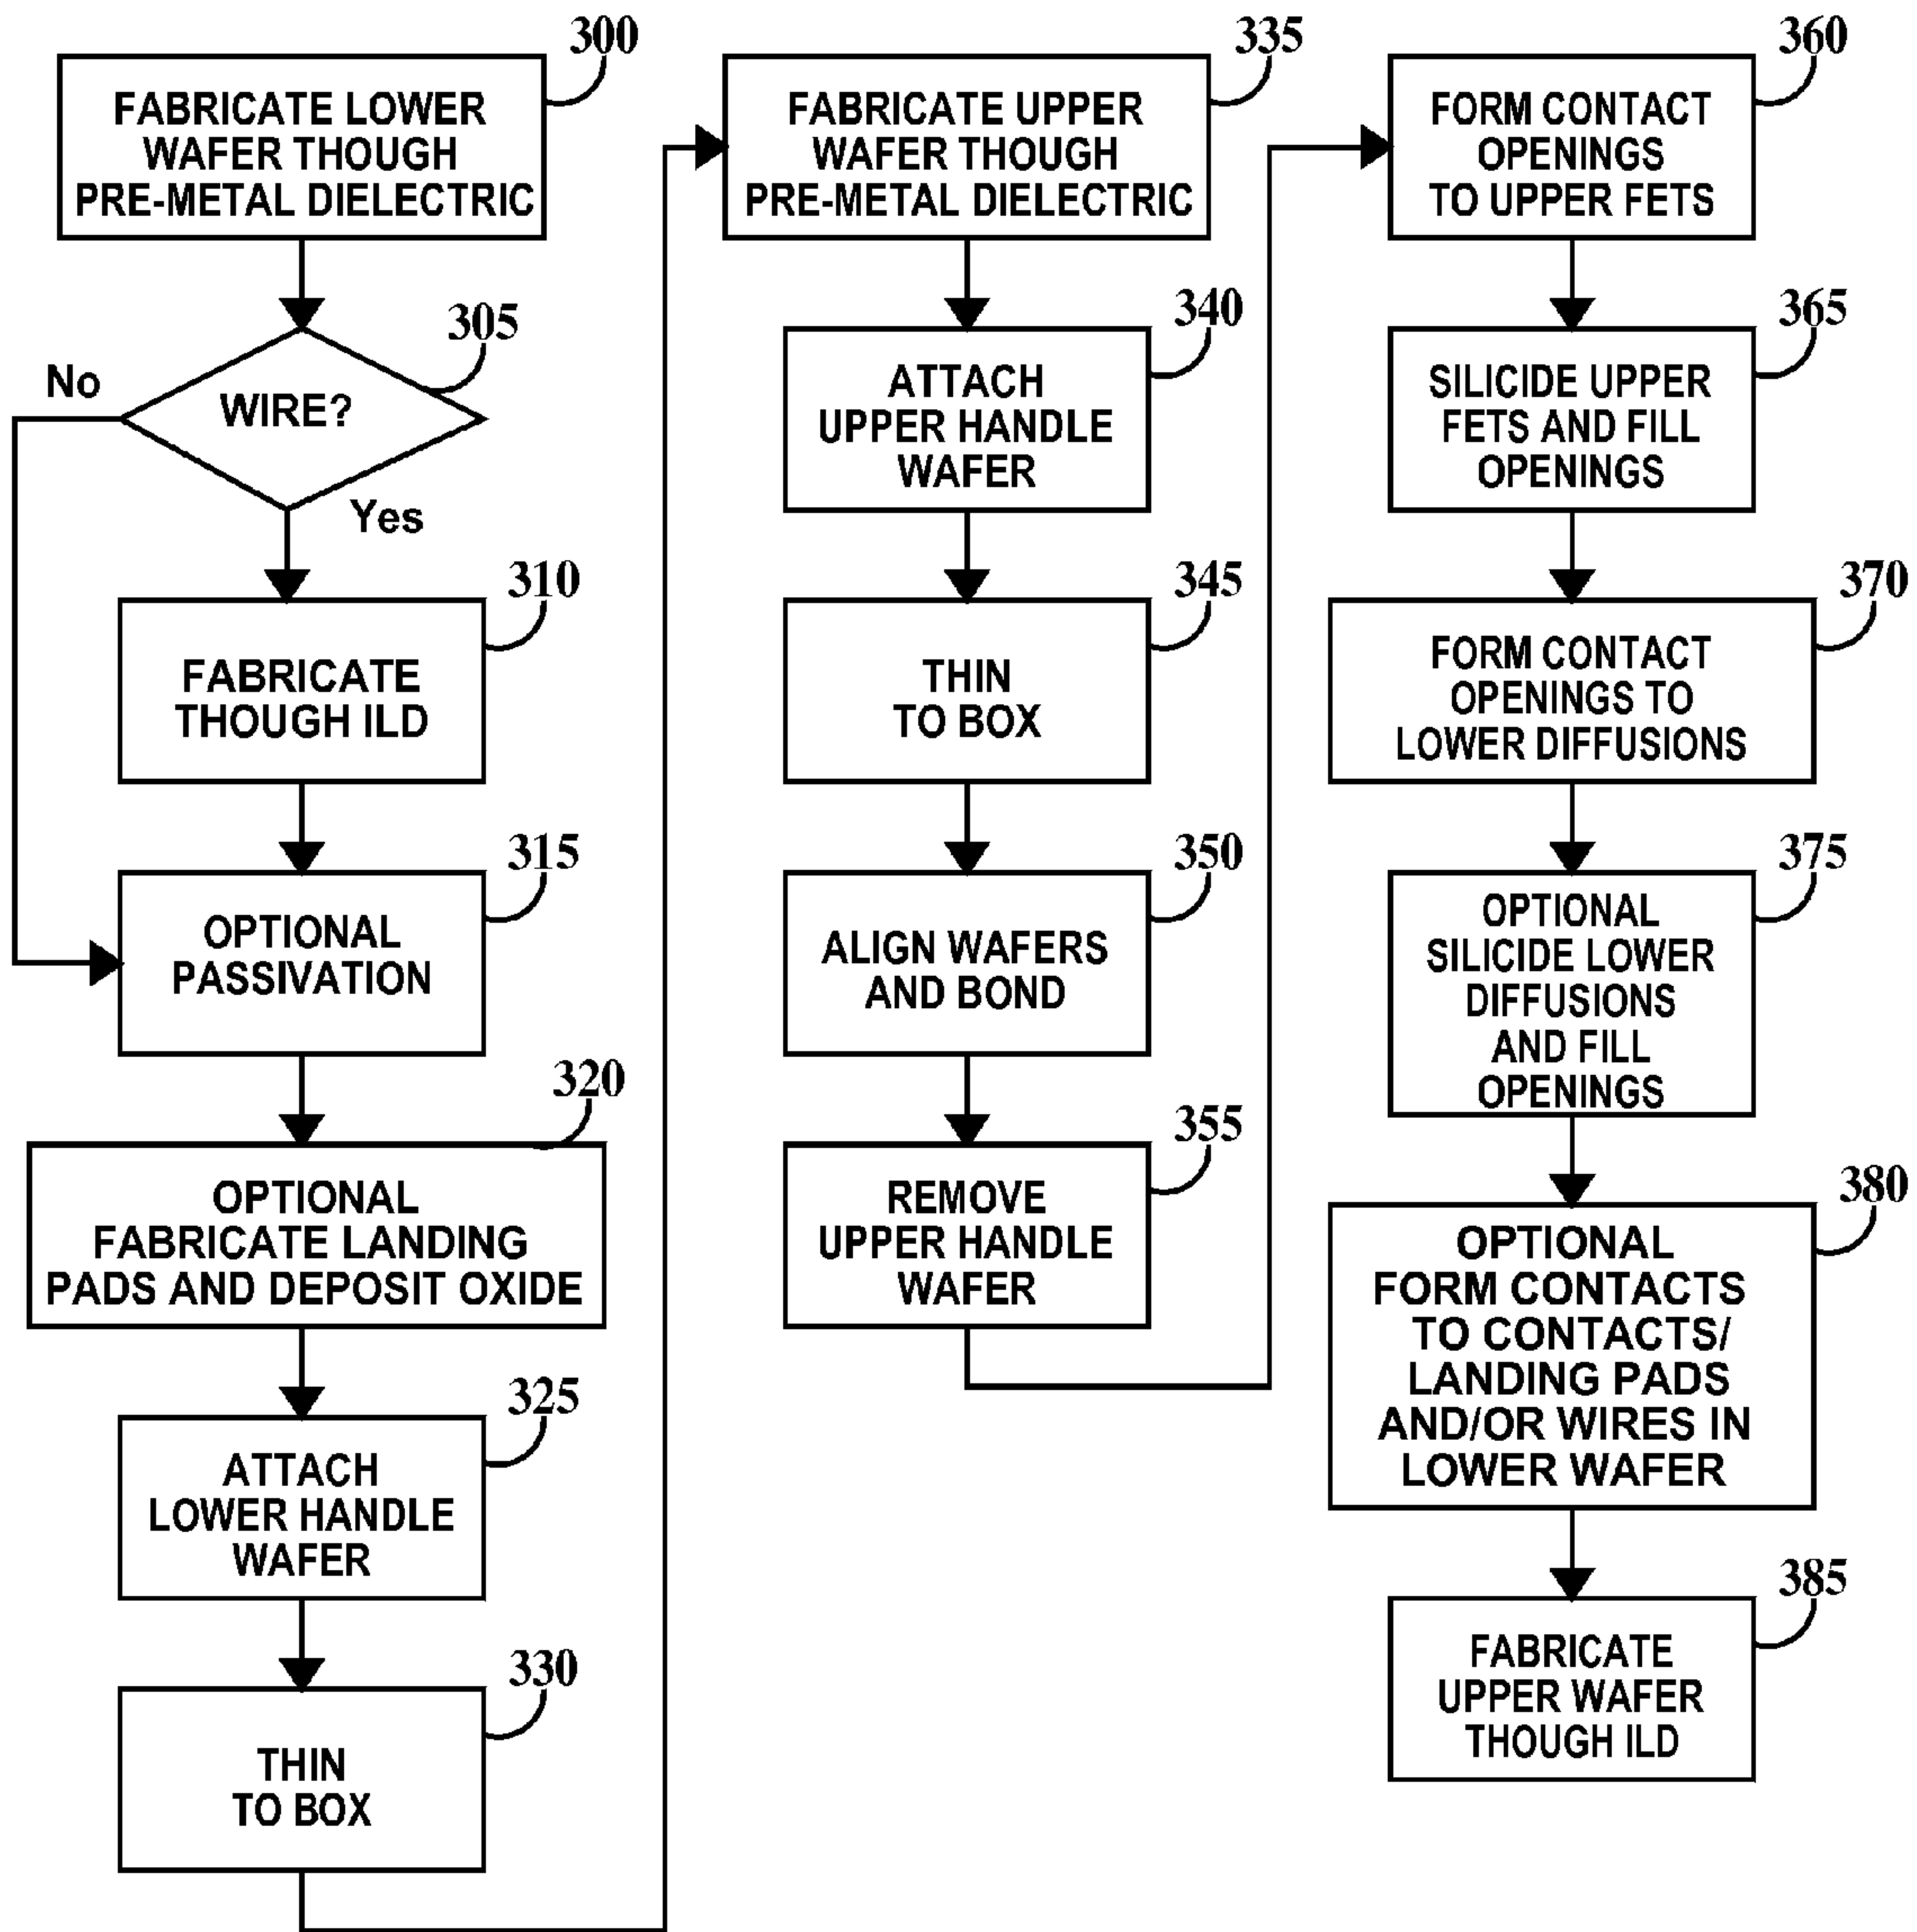 300
FABRICATE LOWER
WAFER THOUGH
PRE-METAL DIELECTRIC
305
No
WIRE?
Yes
310
FABRICATE
THOUGH ILD
315
OPTIONAL
PASSIVATION
320
OPTIONAL
FABRICATE LANDING
PADS AND DEPOSIT OXIDE
325
ATTACH
LOWER HANDLE
WAFER
330
THIN
TO BOX
335
FABRICATE UPPER
WAFER THOUGH
PRE-METAL DIELECTRIC
340
ATTACH
UPPER HANDLE
WAFER
345
THIN
TO BOX
350
ALIGN WAFERS
AND BOND
355
REMOVE
UPPER HANDLE
WAFER
360
FORM CONTACT
OPENINGS
TO UPPER FETS
365
SILICIDE UPPER
FETS AND FILL
OPENINGS
370
FORM CONTACT
OPENINGS TO
LOWER DIFFUSIONS
375
OPTIONAL
SILICIDE LOWER
DIFFUSIONS
AND FILL
OPENINGS
380
OPTIONAL
FORM CONTACTS
TO CONTACTS/
LANDING PADS
AND/OR WIRES IN
LOWER WAFER
385
FABRICATE
UPPER WAFER
THOUGH ILD